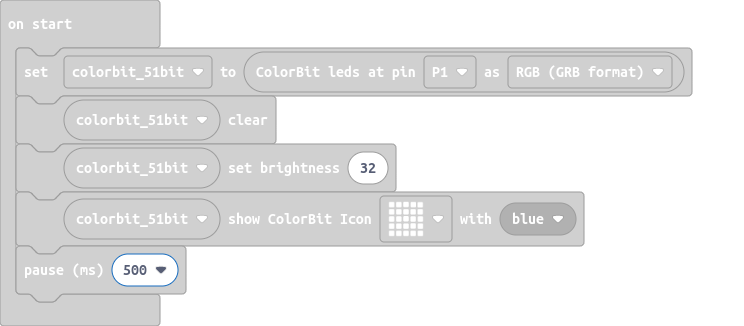 on start
set colorbit_51bit to ColorBit leds at pin P1 as RGB (GRB format)
colorbit_51bit clear
colorbit_51bit set brightness 32
colorbit_51bit show ColorBit Icon with blue
pause (ms) 500